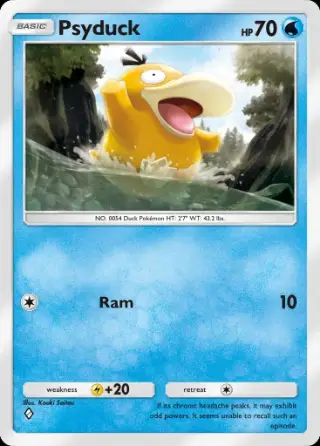 BASIC Psyduck HP 70
NO. 0054 Duck Pokémon HT: 2'7" WT: 43.2 lbs.
Ram 10
weakness +20 retreat
Illus. Kouki Saitou
If its chronic headache peaks, it may exhibit
odd powers. It seems unable to recall such an
episode.